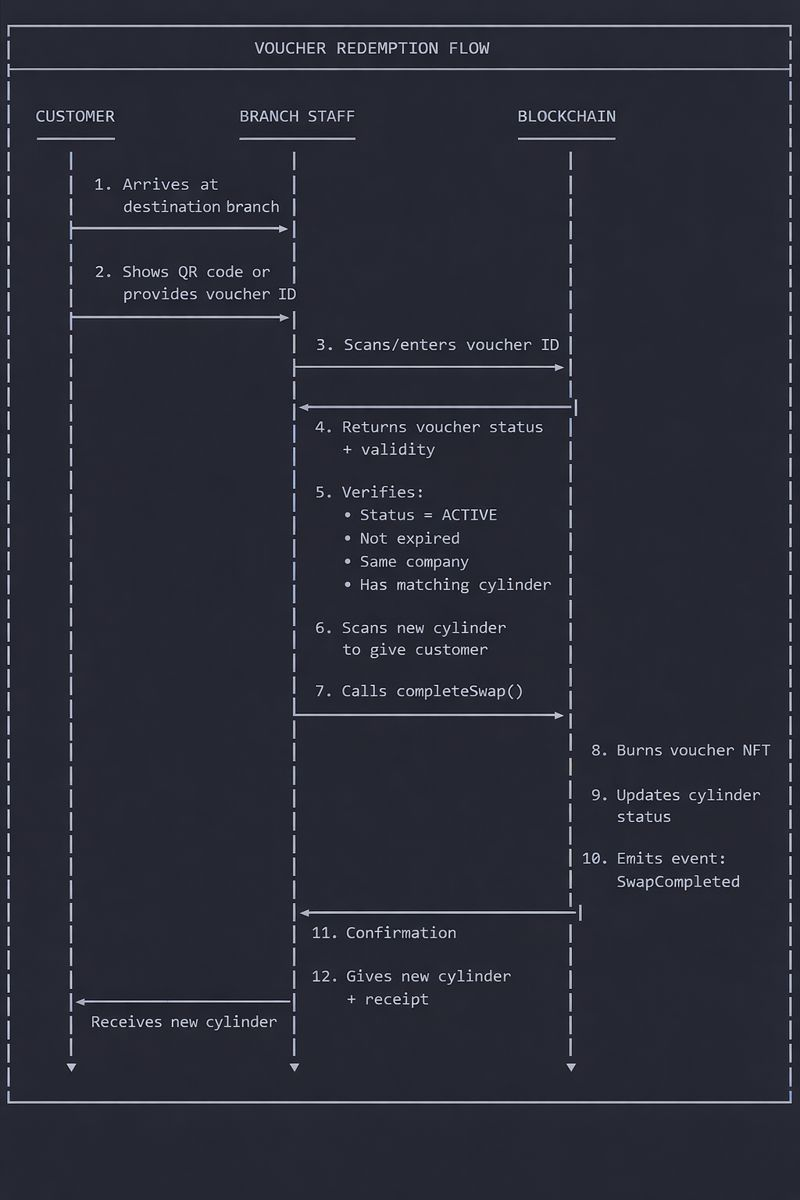 VOUCHER REDEMPTION FLOW
CUSTOMER
BRANCH STAFF
BLOCKCHAIN
1. Arrives at
destination branch
2. Shows QR code or
provides voucher ID
3. Scans/enters voucher ID
4. Returns voucher status
+ validity
5. Verifies:
• Status = ACTIVE
• Not expired
• Same company
• Has matching cylinder
6. Scans new cylinder
to give customer
7. Calls completeSwap()
8. Burns voucher NFT
9. Updates cylinder
status
10. Emits event:
SwapCompleted
11. Confirmation
12. Gives new cylinder
+ receipt
Receives new cylinder